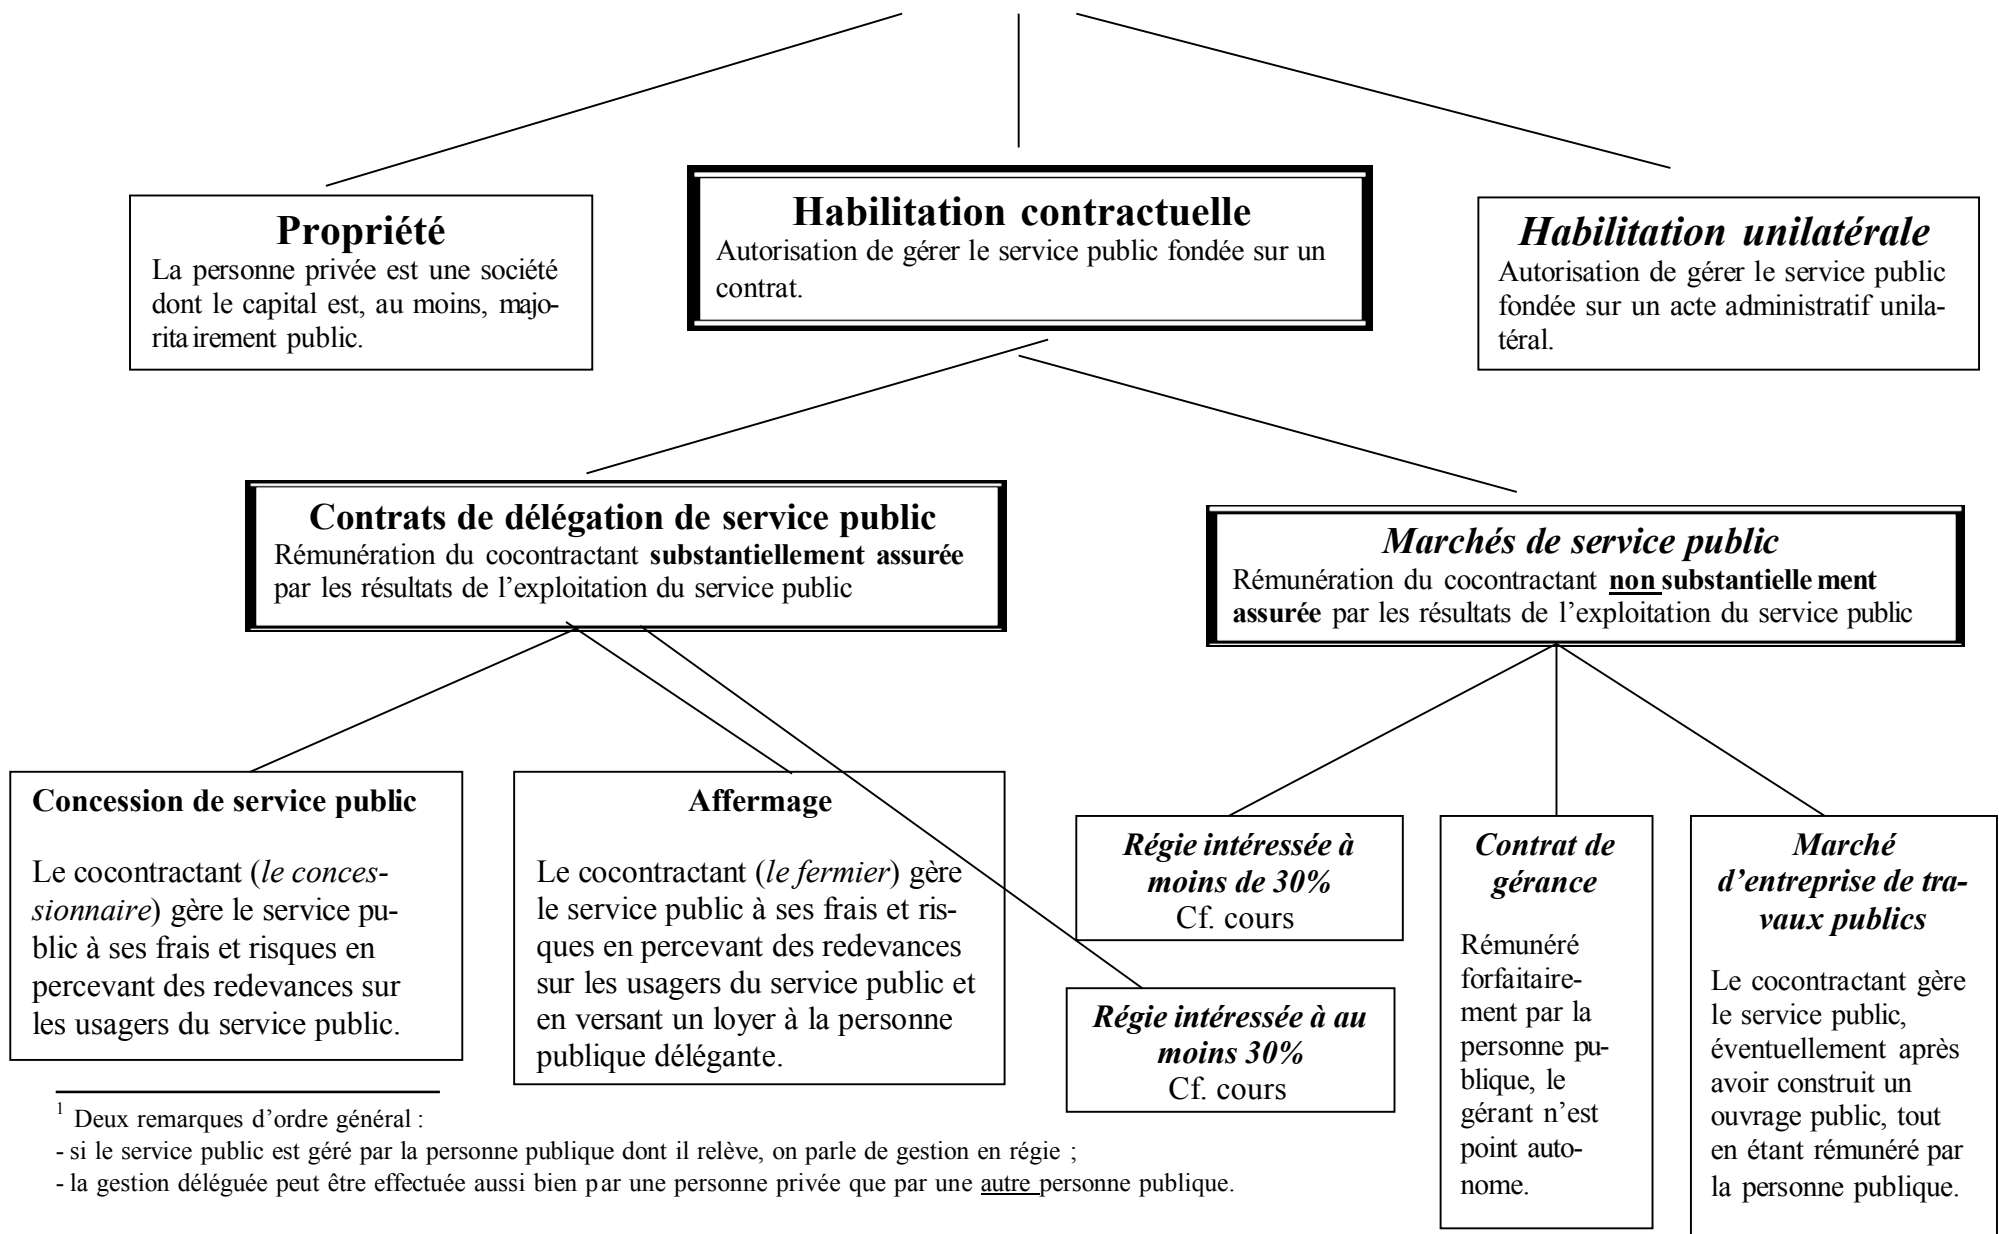 Propriété
La personne privée est une société
dont le capital est, au moins, majo-
ritairement public.
Habilitation contractuelle
Autorisation de gérer le service public fondée sur un
contrat.
Habilitation unilatérale
Autorisation de gérer le service public
fondée sur un acte administratif unila-
téral.
Contrats de délégation de service public
Rémunération du cocontractant substantiellement assurée
par les résultats de l’exploitation du service public
Marchés de service public
Rémunération du cocontractant non substantiellement
assurée par les résultats de l’exploitation du service public
Concession de service public
Le cocontractant (le conces-
sionnaire) gère le service pu-
blic à ses frais et risques en
percevant des redevances sur
les usagers du service public.
Affermage
Le cocontractant (le fermier) gère
le service public à ses frais et ris-
ques en percevant des redevances
sur les usagers du service public et
en versant un loyer à la personne
publique délégante.
Régie intéressée à
moins de 30%
Cf. cours
Régie intéressée à au
moins 30%
Cf. cours
Contrat de
gérance
Rémunéré
forfaitaire-
ment par la
personne pu-
blique, le
gérant n’est
point auto-
nome.
Marché
d’entreprise de tra-
vaux publics
Le cocontractant gère
le service public,
éventuellement après
avoir construit un
ouvrage public, tout
en étant rémunéré par
la personne publique.
1 Deux remarques d’ordre général :
- si le service public est géré par la personne publique dont il relève, on parle de gestion en régie ;
- la gestion déléguée peut être effectuée aussi bien par une personne privée que par une autre personne publique.